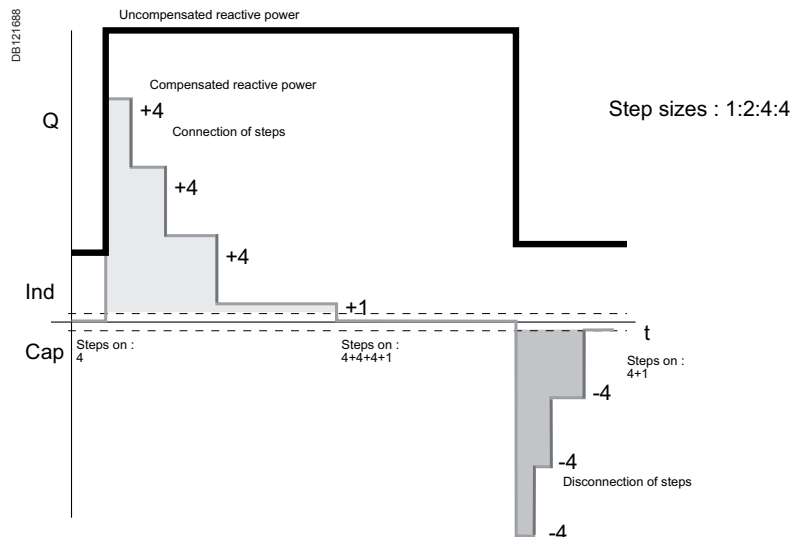 DB121688
Uncompensated reactive power
Compensated reactive power
Q
+4
Step sizes : 1:2:4:4
Connection of steps
+4
+4
Ind
+1
t
Cap
Steps on :
4
Steps on :
4+4+4+1
Steps on :
4+1
-4
-4
Disconnection of steps
-4